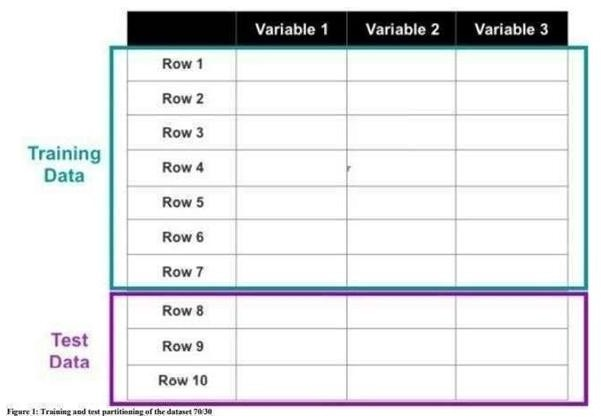 Variable 1 Variable 2 Variable 3
Row 1
Row 2
Row 3
Training
Data
Row 4
Row 5
Row 6
Row 7
Row 8
Test
Data
Row 9
Row 10
Figure 1: Training and test partitioning of the dataset 70/30